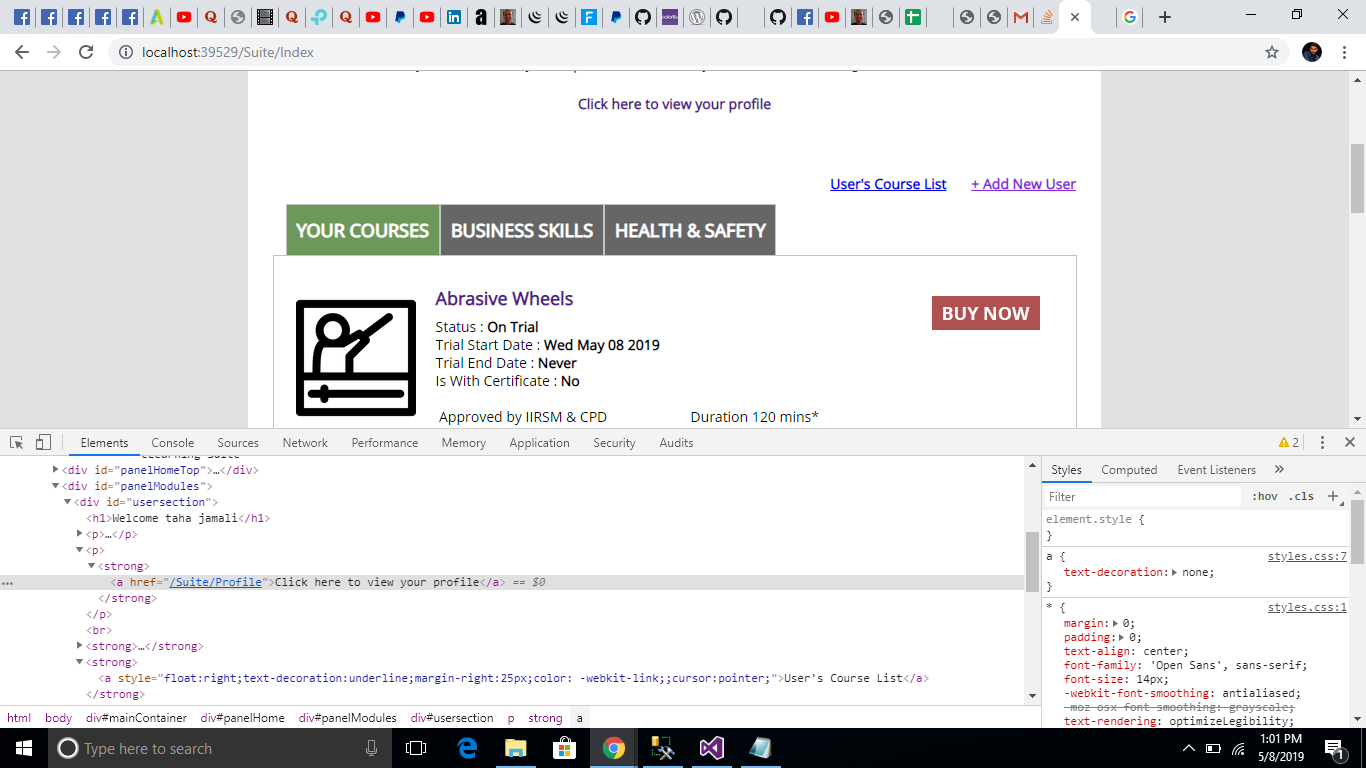 localhost:39529/Suite/Index
Click here to view your profile
User's Course List + Add New User
YOUR COURSES BUSINESS SKILLS HEALTH & SAFETY
Abrasive Wheels
BUY NOW
Status : On Trial
Trial Start Date : Wed May 08 2019
Trial End Date : Never
Is With Certificate : No
Approved by IIRSM & CPD Duration 120 mins*
Elements Console Sources Network Performance Memory Application Security Audits 2
<div id="panelHomeTop">…</div>
<div id="panelModules">
<div id="usersection">
<h1>Welcome taha jamali</h1>
<p>…</p>
<p>
<strong>
<a href="/Suite/Profile">Click here to view your profile</a> == $0
</strong>
</p>
<br>
<strong>…</strong>
<strong>
<a style="float:right;text-decoration:underline;margin-right:25px;color: -webkit-link;;cursor:pointer;">User's Course List</a>
</strong>
html body div#mainContainer div#panelHome div#panelModules div#usersection p strong a
Styles Computed Event Listeners »
Filter :hov .cls +
element.style {
}
a { styles.css:7
text-decoration: none;
}
* { styles.css:1
margin: 0;
padding: 0;
text-align: center;
font-family: 'Open Sans', sans-serif;
font-size: 14px;
-webkit-font-smoothing: antialiased;
-moz-osx-font-smoothing: grayscale;
text-rendering: optimizeLegibility;
Type here to search
1:01 PM
5/8/2019
1